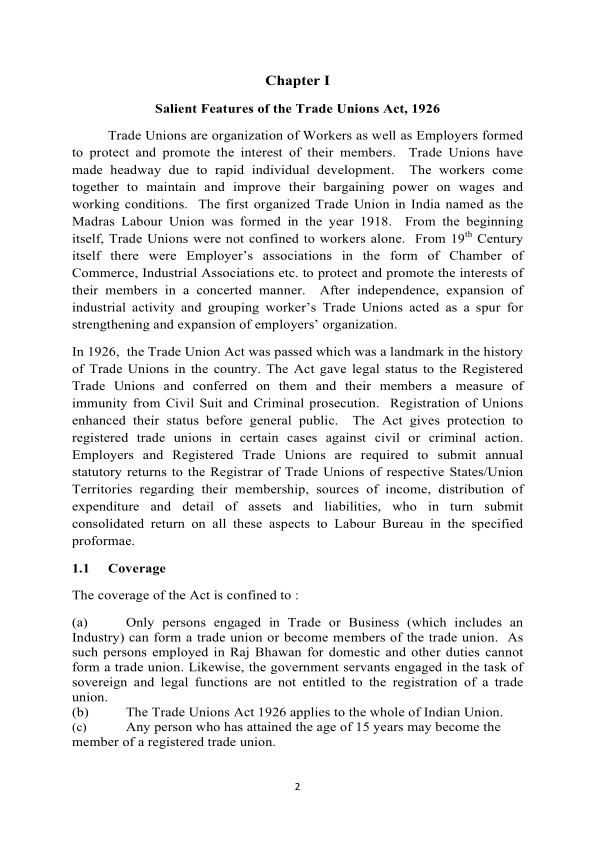 Chapter I
Salient Features of the Trade Unions Act, 1926
Trade Unions are organization of Workers as well as Employers formed
to protect and promote the interest of their members. Trade Unions have
made headway due to rapid individual development. The workers come
together to maintain and improve their bargaining power on wages and
working conditions. The first organized Trade Union in India named as the
Madras Labour Union was formed in the year 1918. From the beginning
itself, Trade Unions were not confined to workers alone. From 19th Century
itself there were Employer’s associations in the form of Chamber of
Commerce, Industrial Associations etc. to protect and promote the interests of
their members in a concerted manner. After independence, expansion of
industrial activity and grouping worker’s Trade Unions acted as a spur for
strengthening and expansion of employers’ organization.
In 1926, the Trade Union Act was passed which was a landmark in the history
of Trade Unions in the country. The Act gave legal status to the Registered
Trade Unions and conferred on them and their members a measure of
immunity from Civil Suit and Criminal prosecution. Registration of Unions
enhanced their status before general public. The Act gives protection to
registered trade unions in certain cases against civil or criminal action.
Employers and Registered Trade Unions are required to submit annual
statutory returns to the Registrar of Trade Unions of respective States/Union
Territories regarding their membership, sources of income, distribution of
expenditure and detail of assets and liabilities, who in turn submit
consolidated return on all these aspects to Labour Bureau in the specified
proformae.
1.1 Coverage
The coverage of the Act is confined to :
(a) Only persons engaged in Trade or Business (which includes an
Industry) can form a trade union or become members of the trade union. As
such persons employed in Raj Bhawan for domestic and other duties cannot
form a trade union. Likewise, the government servants engaged in the task of
sovereign and legal functions are not entitled to the registration of a trade
union.
(b) The Trade Unions Act 1926 applies to the whole of Indian Union.
(c) Any person who has attained the age of 15 years may become the
member of a registered trade union.
2